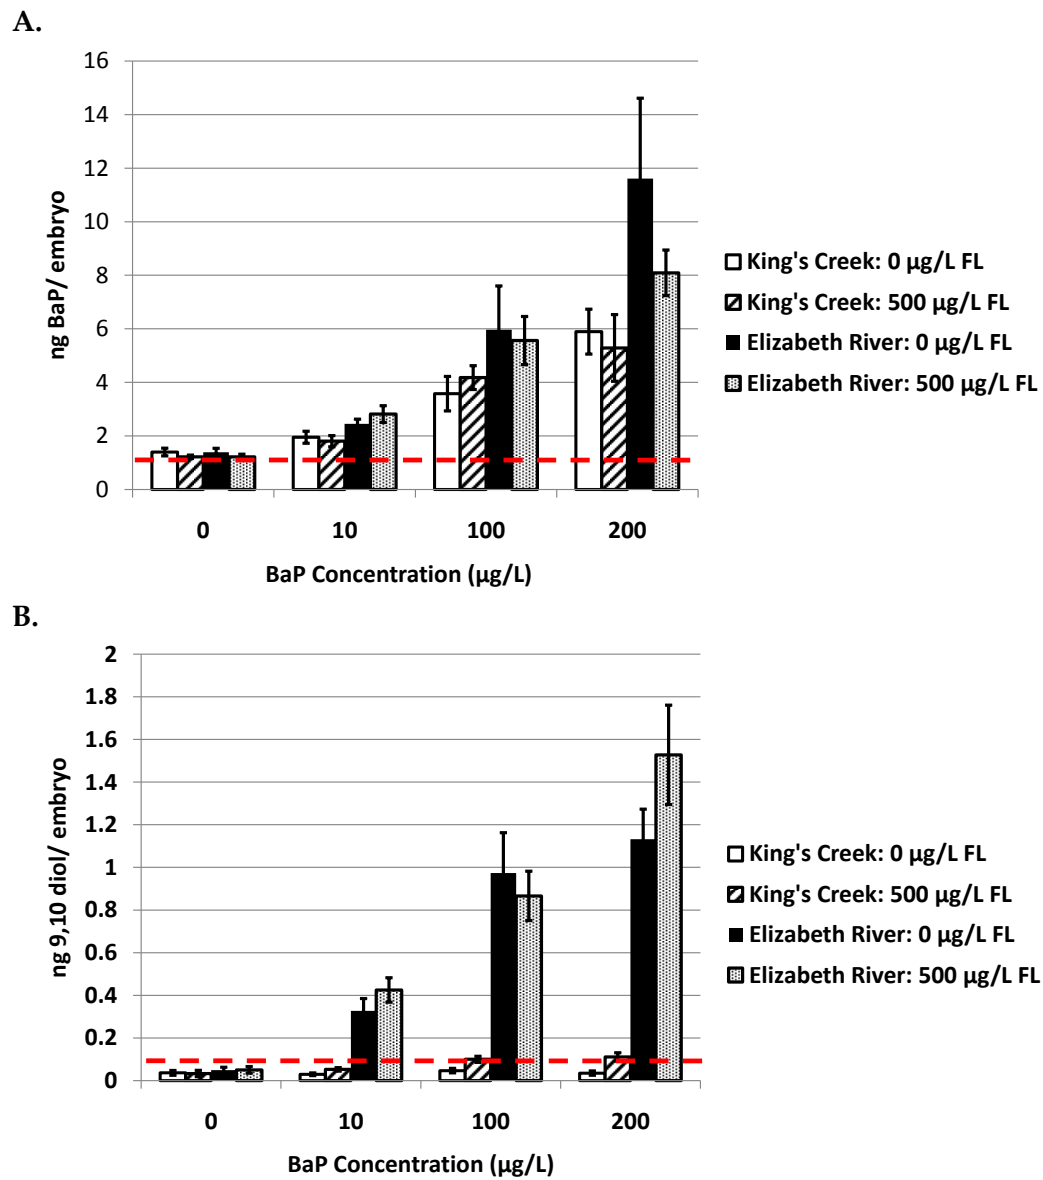 A.
16
14
12
10
8
6
4
2
0
ng BaP/ embryo
0 10 100 200
BaP Concentration (µg/L)
King's Creek: 0 µg/L FL
King's Creek: 500 µg/L FL
Elizabeth River: 0 µg/L FL
Elizabeth River: 500 µg/L FL
B.
2
1.8
1.6
1.4
1.2
1
0.8
0.6
0.4
0.2
0
ng 9,10 diol/ embryo
0 10 100 200
BaP Concentration (µg/L)
King's Creek: 0 µg/L FL
King's Creek: 500 µg/L FL
Elizabeth River: 0 µg/L FL
Elizabeth River: 500 µg/L FL